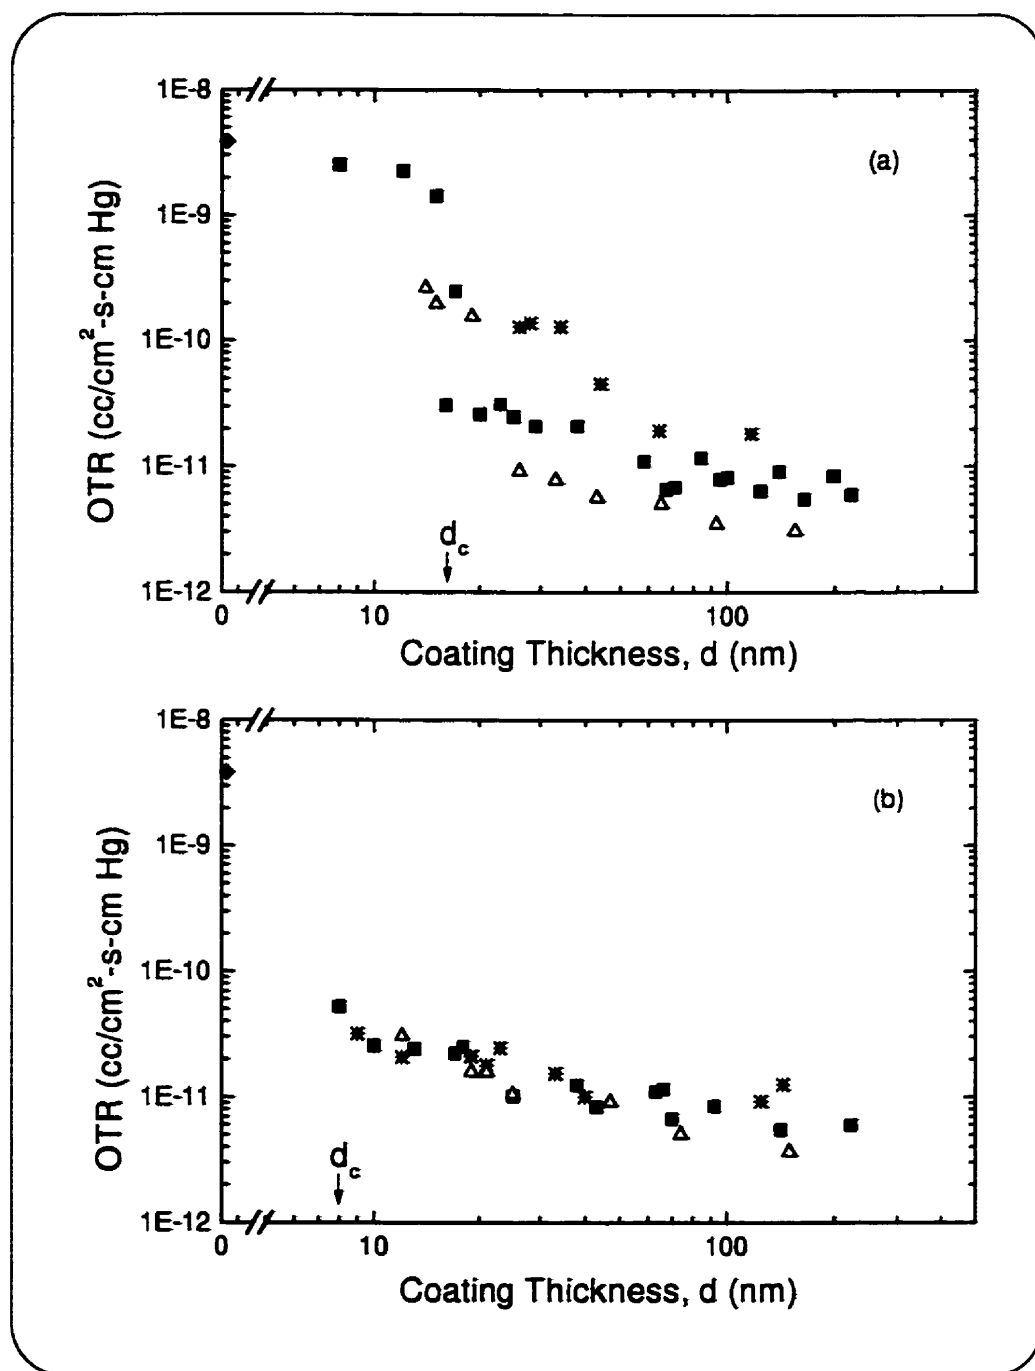 (a)
OTR (cc/cm²-s-cm Hg)
1E-8
1E-9
1E-10
1E-11
1E-12
d_c
0
10
100
Coating Thickness, d (nm)
(b)
OTR (cc/cm²-s-cm Hg)
1E-8
1E-9
1E-10
1E-11
1E-12
d_c
0
10
100
Coating Thickness, d (nm)